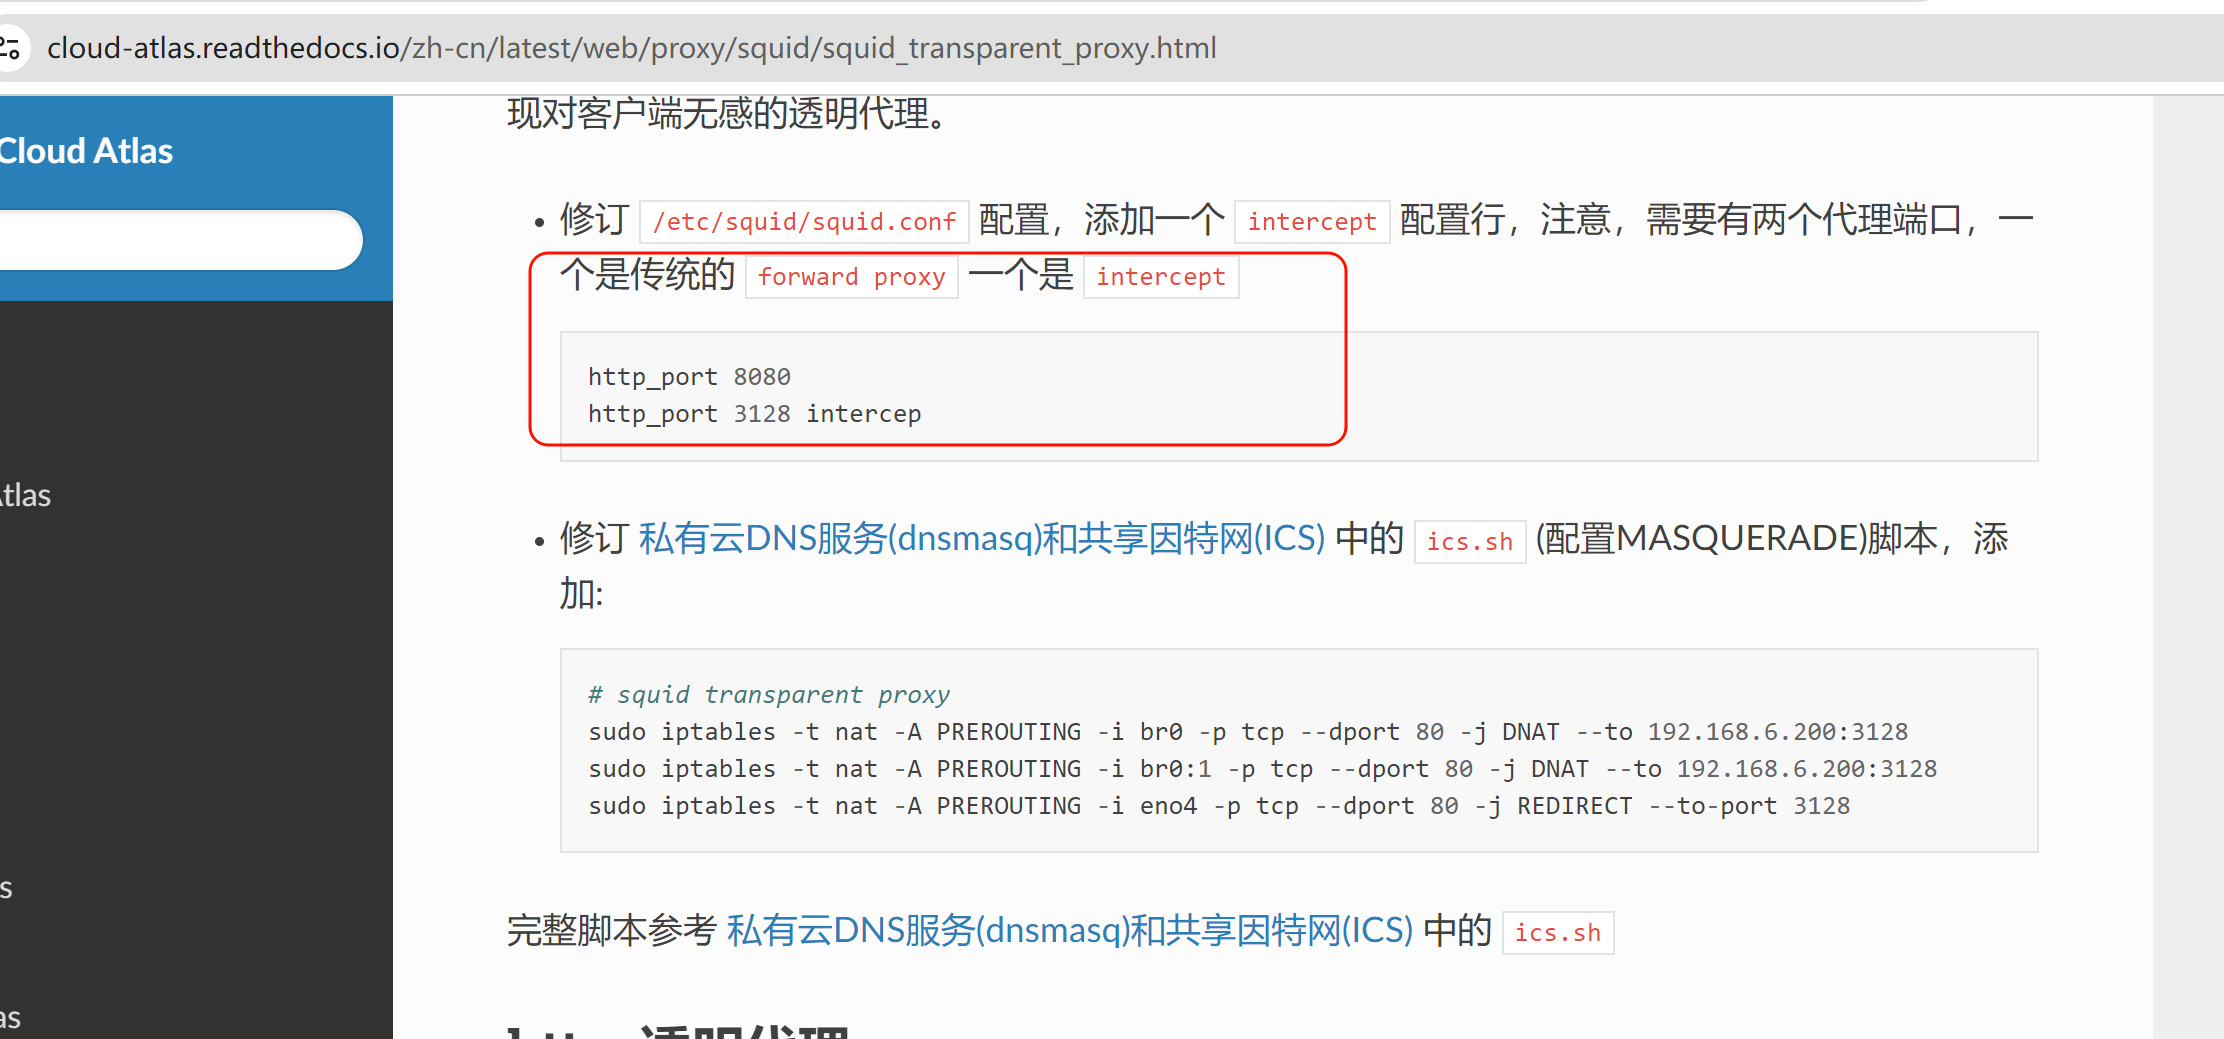 cloud-atlas.readthedocs.io/zh-cn/latest/web/proxy/squid/squid_transparent_proxy.html
现对客户端无感的透明代理。
Cloud Atlas
• 修订 /etc/squid/squid.conf 配置，添加一个 intercept 配置行，注意，需要有两个代理端口，一
个是传统的 forward proxy 一个是 intercept
http_port 8080
http_port 3128 intercep
tlas
• 修订 私有云DNS服务(dnsmasq)和共享因特网(ICS) 中的 ics.sh (配置MASQUERADE)脚本，添
加:
# squid transparent proxy
sudo iptables -t nat -A PREROUTING -i br0 -p tcp --dport 80 -j DNAT --to 192.168.6.200:3128
sudo iptables -t nat -A PREROUTING -i br0:1 -p tcp --dport 80 -j DNAT --to 192.168.6.200:3128
sudo iptables -t nat -A PREROUTING -i eno4 -p tcp --dport 80 -j REDIRECT --to-port 3128
s
完整脚本参考 私有云DNS服务(dnsmasq)和共享因特网(ICS) 中的 ics.sh
as